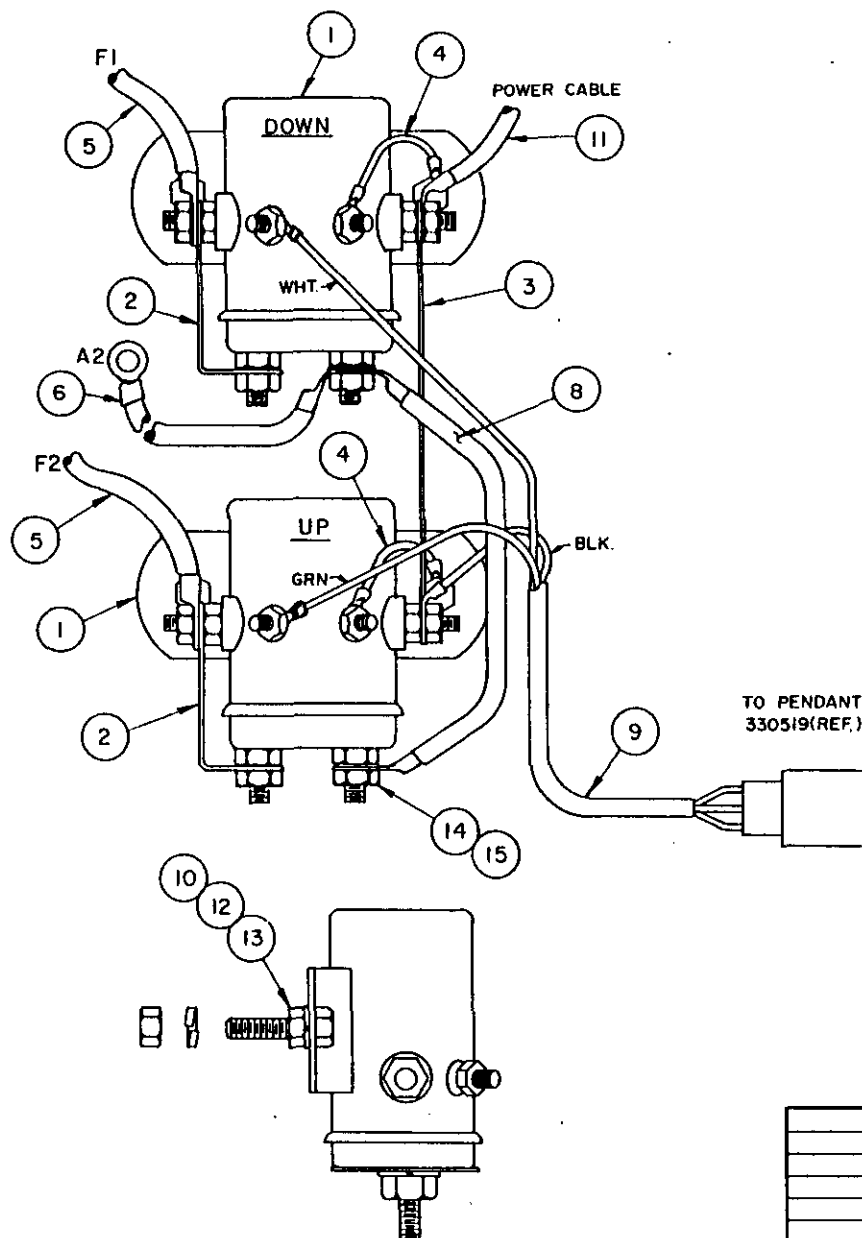 F1
1
4
POWER CABLE
5
DOWN
11
WHT.
2
3
A2
6
8
F2
4
5
UP
GRN
BLK.
1
TO PENDANT
330519(REF.)
2
9
14
15
10
12
13